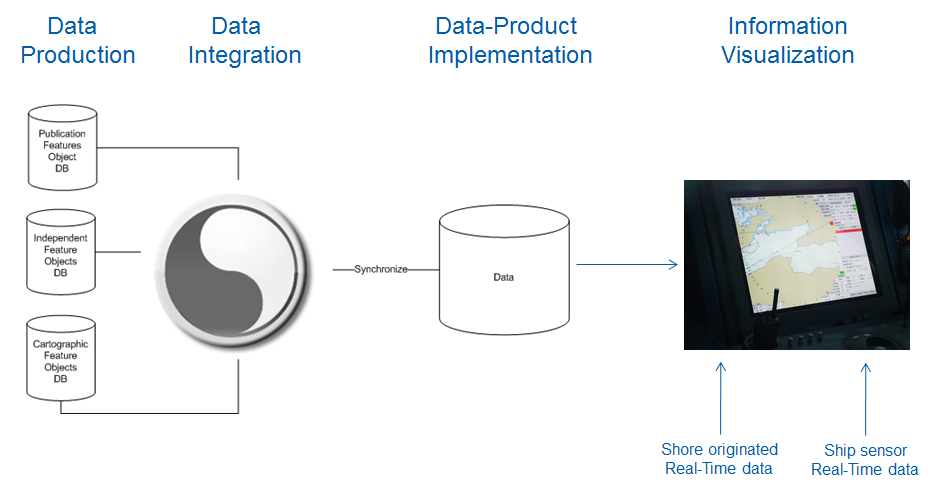 Data
Production
Data
Integration
Data-Product
Implementation
Information
Visualization
Publication
Features
Object
DB
Independent
Feature
Objects
DB
Cartographic
Feature
Objects
DB
Synchronize
Data
Shore originated
Real-Time data
Ship sensor
Real-Time data